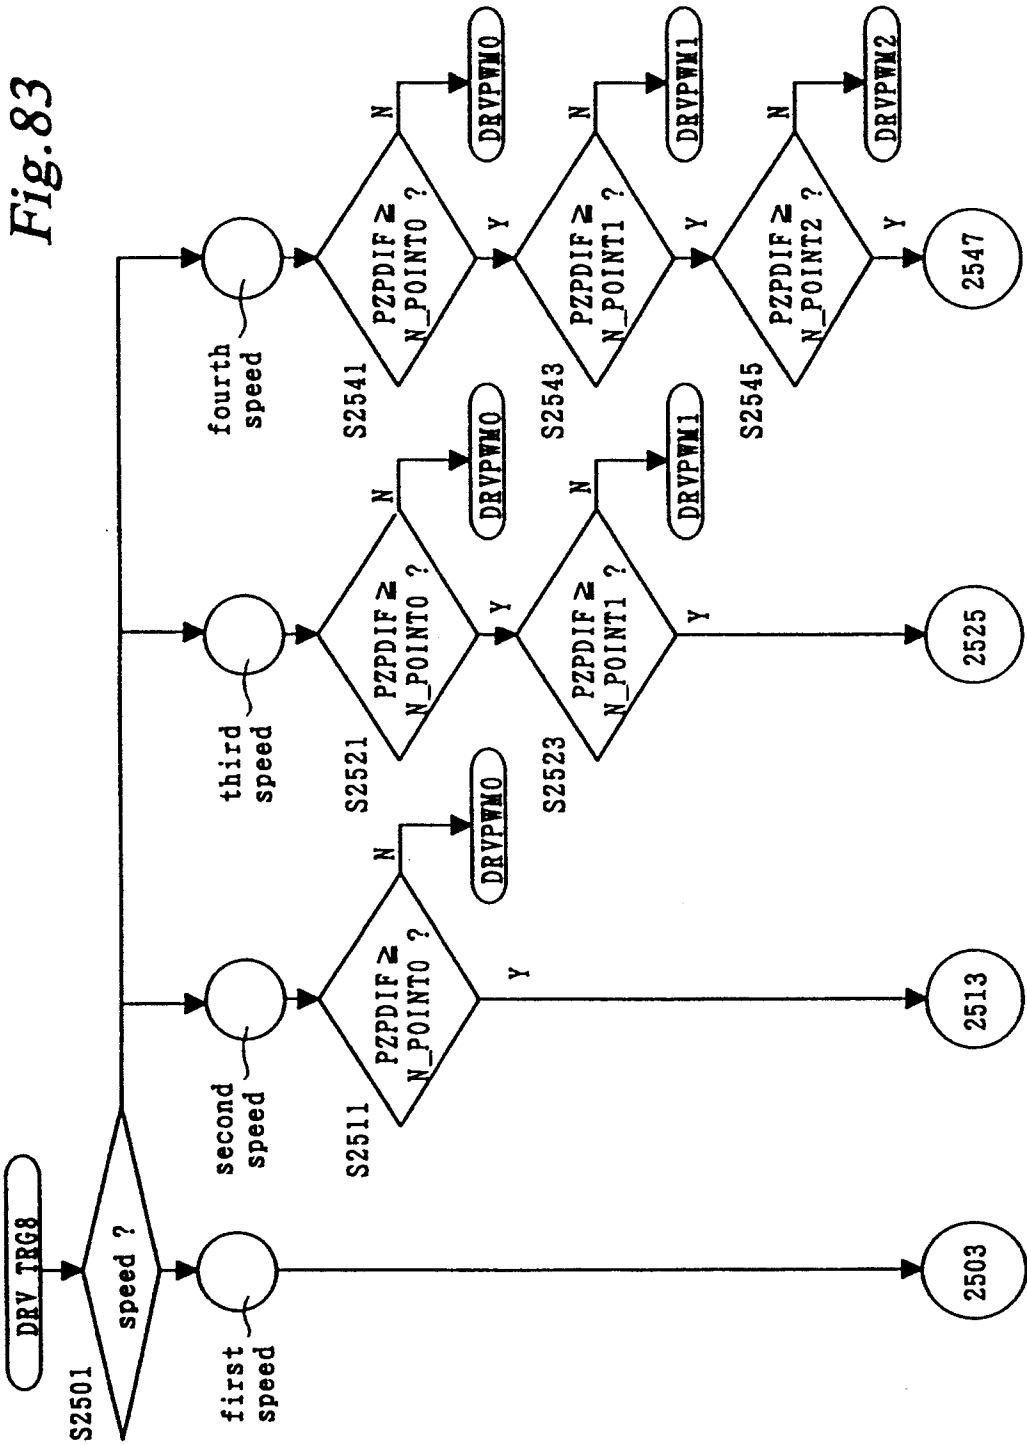 Fig.83
DRV TRG8
S2501
speed ?
first
speed
2503
second
speed
S2511
PZPDIF ≧
N_POINT0 ?
N
DRVPWM0
Y
2513
third
speed
S2521
PZPDIF ≧
N_POINT0 ?
N
DRVPWM0
Y
S2523
PZPDIF ≧
N_POINT1 ?
N
DRVPWM1
Y
2525
fourth
speed
S2541
PZPDIF ≧
N_POINT0 ?
N
DRVPWM0
Y
S2543
PZPDIF ≧
N_POINT1 ?
N
DRVPWM1
Y
S2545
PZPDIF ≧
N_POINT2 ?
N
DRVPWM2
Y
2547